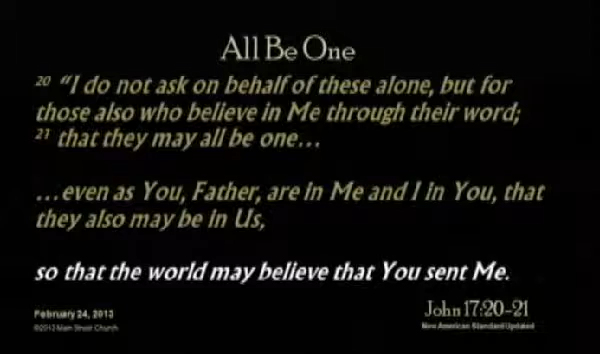 All Be One
20 "I do not ask on behalf of these alone, but for
those also who believe in Me through their word;
21 that they may all be one...
...even as You, Father, are in Me and I in You, that
they also may be in Us,
so that the world may believe that You sent Me.
February 24, 2013
©2013 Main Street Church
John 17:20-21
New American Standard Updated